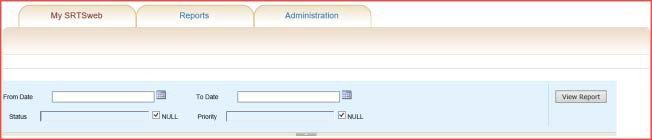 My SRTSweb Reports Administration
From Date To Date View Report
Status NULL Priority NULL